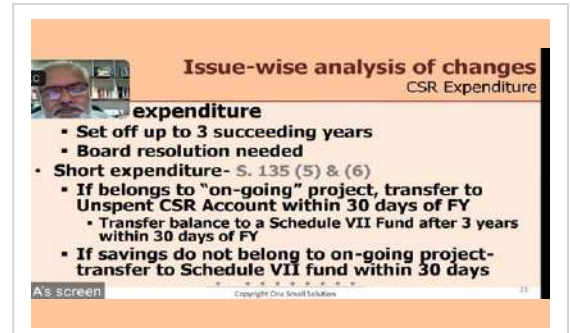 Issue-wise analysis of changes
CSR Expenditure
expenditure
▪ Set off up to 3 succeeding years
▪ Board resolution needed
• Short expenditure- S. 135 (5) & (6)
▪ If belongs to “on-going” project, transfer to
Unspent CSR Account within 30 days of FY
▪ Transfer balance to a Schedule VII Fund after 3 years
within 30 days of FY
▪ If savings do not belong to on-going project-
transfer to Schedule VII fund within 30 days
A's screen
Copyright One Small Solution